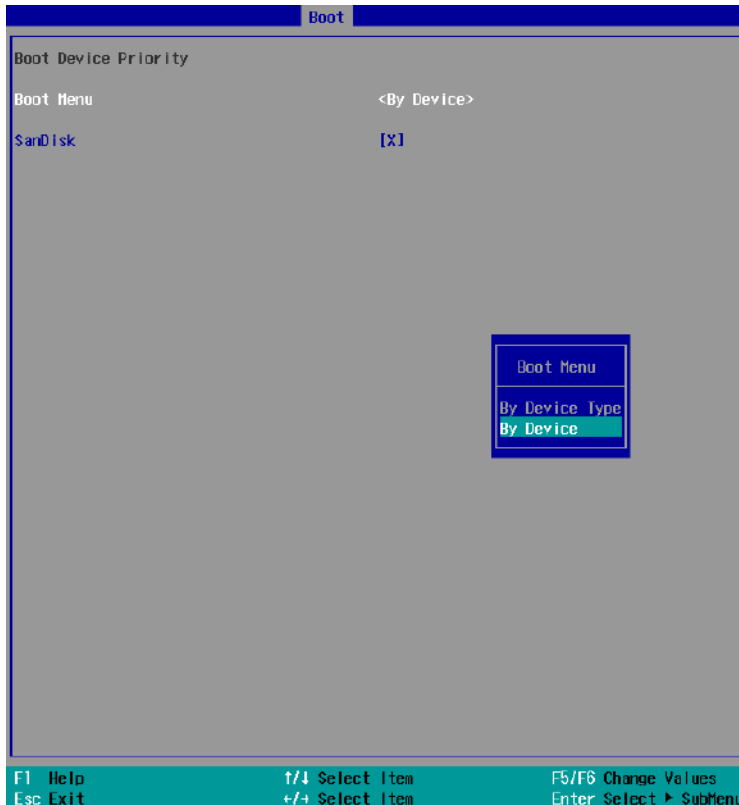 Boot
Boot Device Priority
Boot Menu <By Device>
SanDisk [X]
Boot Menu
By Device Type
By Device
F1 Help ↑/↓ Select Item F5/F6 Change Values
Esc Exit ←/→ Select Item Enter Select ► SubMenu